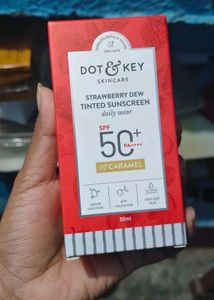 DOT & KEY
SKINCARE
STRAWBERRY DEW
TINTED SUNSCREEN
daily wear
SPF
50+
PA++++
07 CARAMEL
50ml